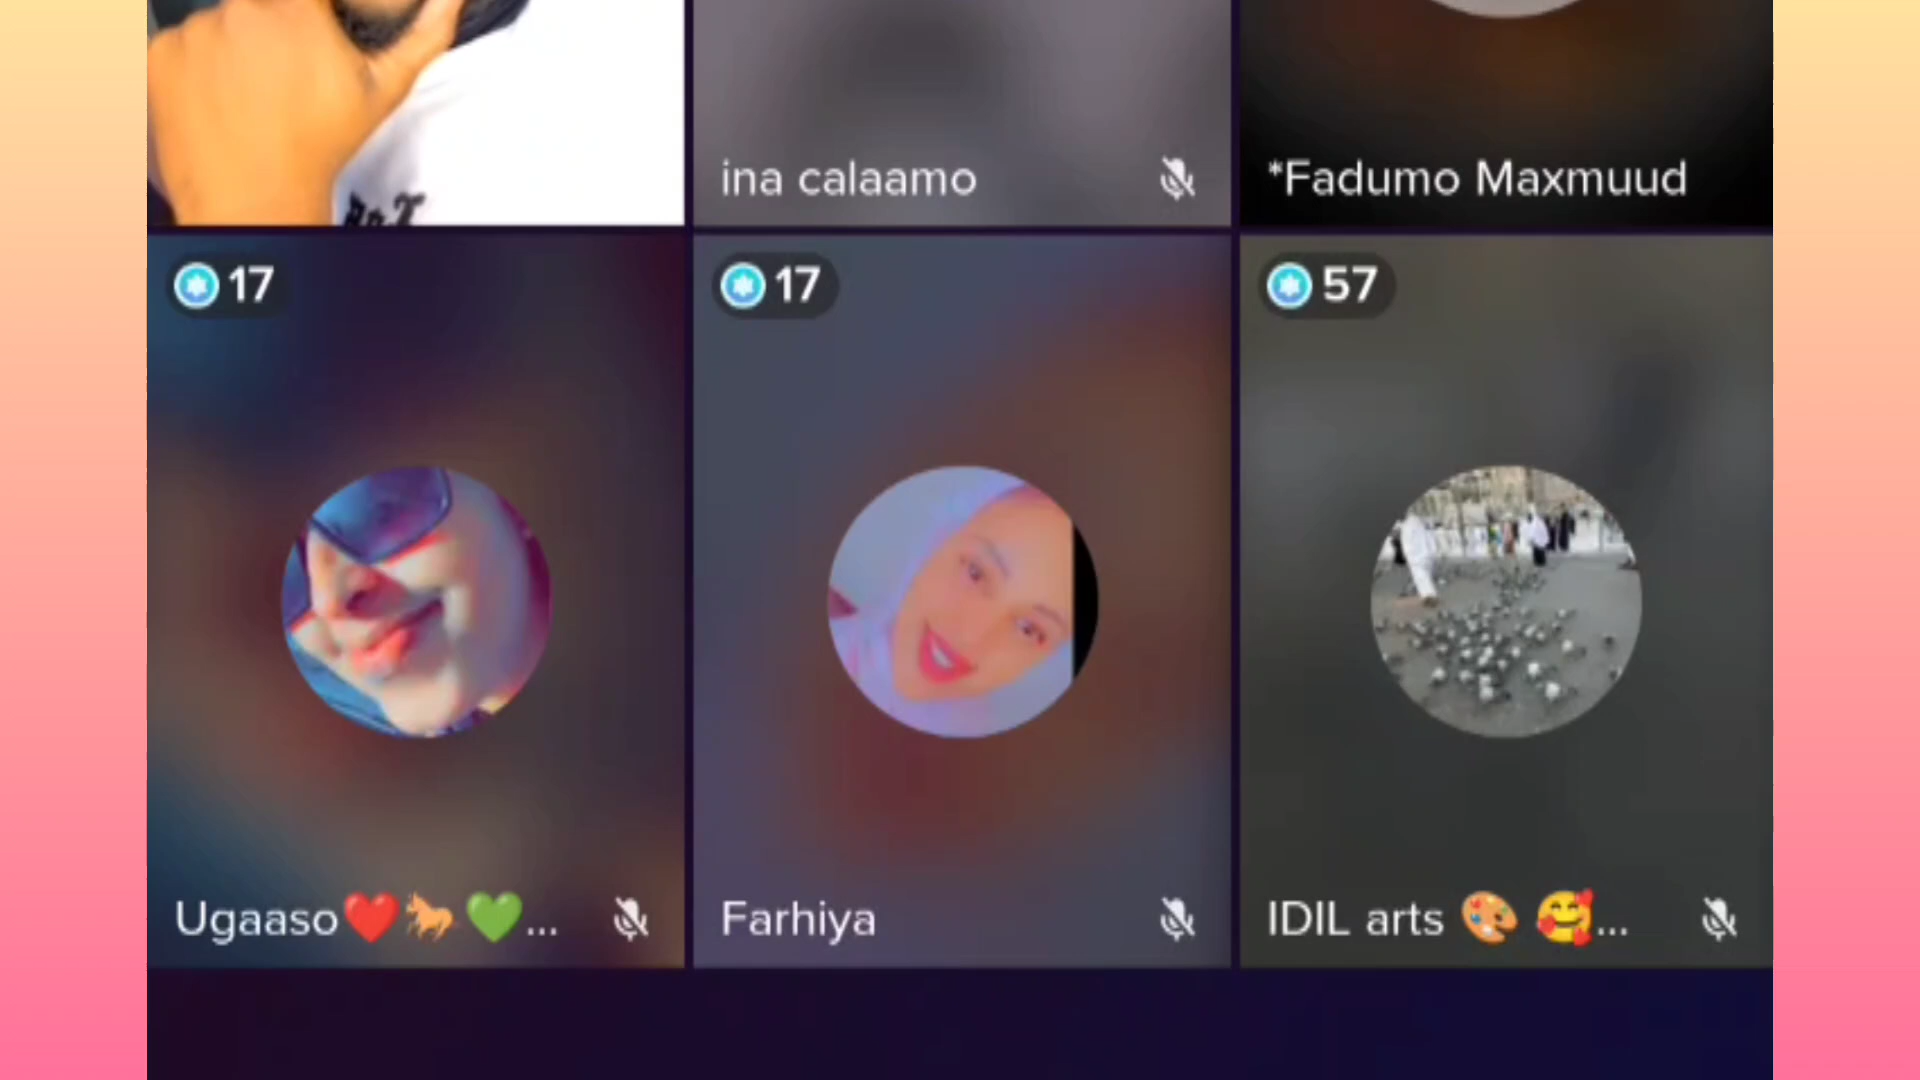 ina calaamo
*Fadumo Maxmuud
17
17
57
Ugaaso❤️🐎💚...
Farhiya
IDIL arts 🎨 🥰...